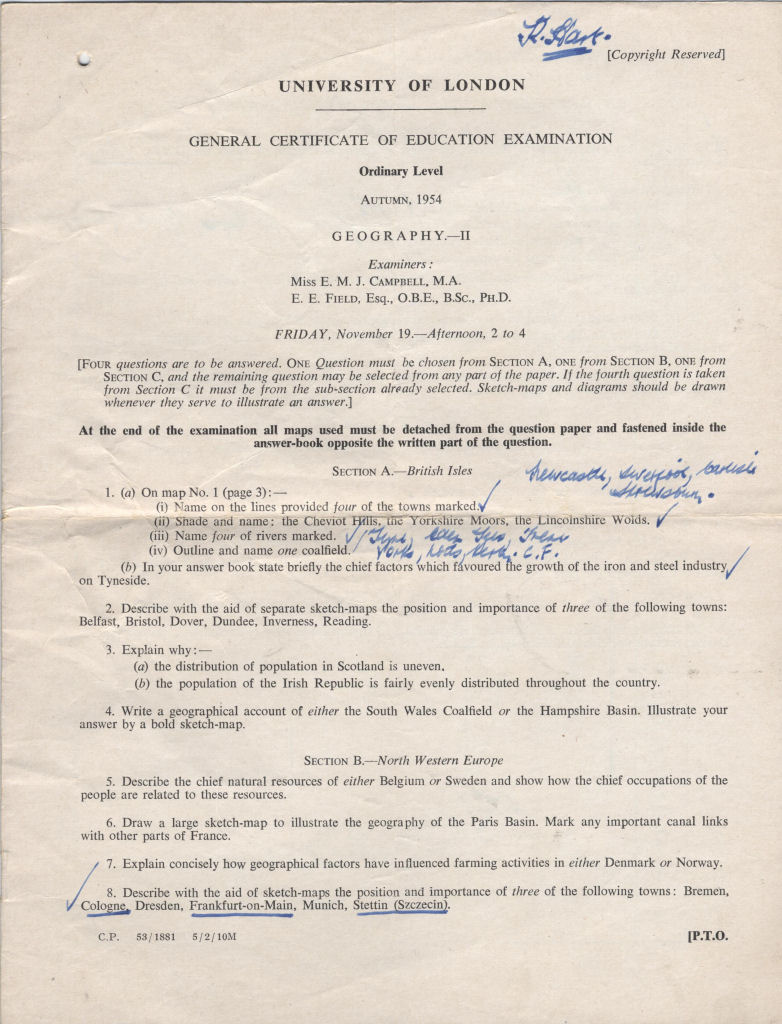 [Copyright Reserved]
UNIVERSITY OF LONDON
GENERAL CERTIFICATE OF EDUCATION EXAMINATION
Ordinary Level
AUTUMN, 1954
GEOGRAPHY.—II
Examiners:
Miss E. M. J. CAMPBELL, M.A.
E. E. FIELD, Esq., O.B.E., B.Sc., PH.D.
FRIDAY, November 19.—Afternoon, 2 to 4
[FOUR questions are to be answered. ONE Question must be chosen from SECTION A, ONE from SECTION B, ONE from
SECTION C, and the remaining question may be selected from any part of the paper. If the fourth question is taken
from Section C it must be from the sub-section already selected. Sketch-maps and diagrams should be drawn
whenever they serve to illustrate an answer.]
At the end of the examination all maps used must be detached from the question paper and fastened inside the
answer-book opposite the written part of the question.
SECTION A.—British Isles
Newcastle, Liverpool, Carlisle
Shrewsbury.
1. (a) On map No. 1 (page 3):—
(i) Name on the lines provided four of the towns marked.
(ii) Shade and name: the Cheviot Hills, the Yorkshire Moors, the Lincolnshire Wolds.
(iii) Name four of rivers marked. Tyne, Eden
(iv) Outline and name one coalfield. Yorks, C.F.
(b) In your answer book state briefly the chief factors which favoured the growth of the iron and steel industry
on Tyneside.
2. Describe with the aid of separate sketch-maps the position and importance of three of the following towns:
Belfast, Bristol, Dover, Dundee, Inverness, Reading.
3. Explain why:—
(a) the distribution of population in Scotland is uneven,
(b) the population of the Irish Republic is fairly evenly distributed throughout the country.
4. Write a geographical account of either the South Wales Coalfield or the Hampshire Basin. Illustrate your
answer by a bold sketch-map.
SECTION B.—North Western Europe
5. Describe the chief natural resources of either Belgium or Sweden and show how the chief occupations of the
people are related to these resources.
6. Draw a large sketch-map to illustrate the geography of the Paris Basin. Mark any important canal links
with other parts of France.
7. Explain concisely how geographical factors have influenced farming activities in either Denmark or Norway.
8. Describe with the aid of sketch-maps the position and importance of three of the following towns: Bremen,
Cologne, Dresden, Frankfurt-on-Main, Munich, Stettin (Szczecin).
C.P. 53/1881 5/2/10M
[P.T.O.